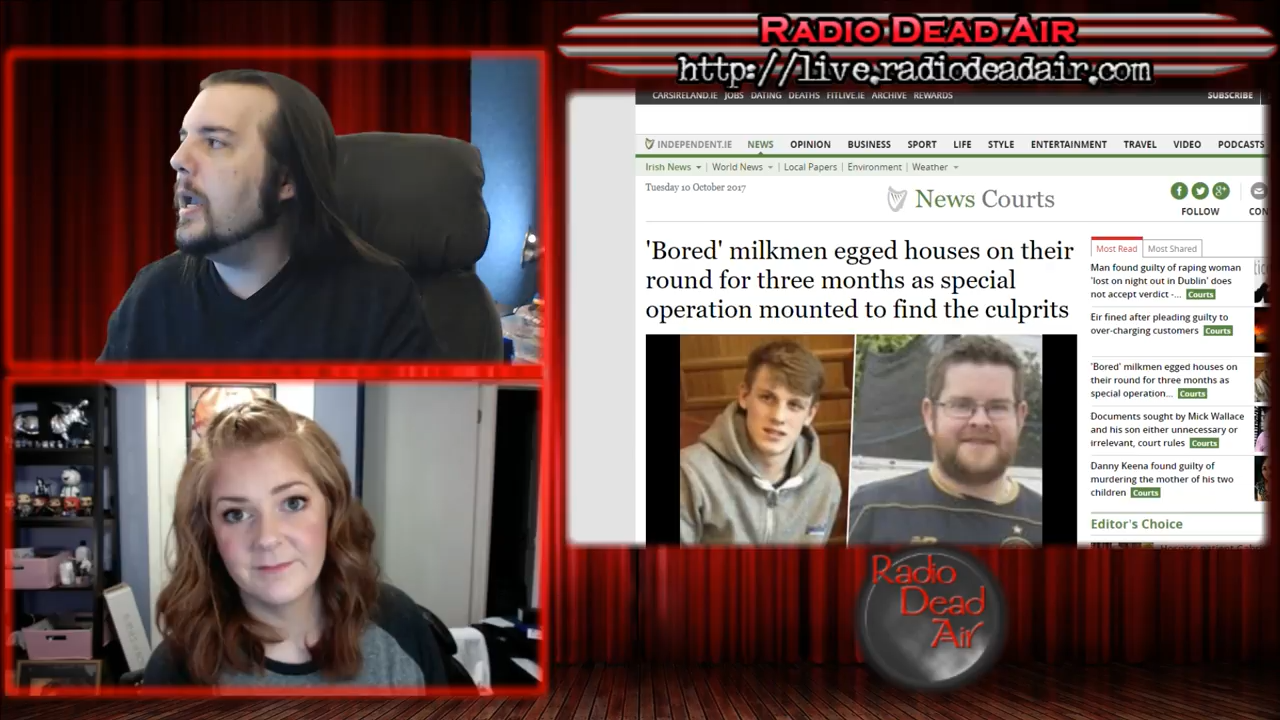 Radio Dead Air
http://live.radiodeadair.com
CARSIRELAND.IE JOBS DATING DEATHS FITLIVE.IE ARCHIVE REWARDS
SUBSCRIBE
INDEPENDENT.IE NEWS OPINION BUSINESS SPORT LIFE STYLE ENTERTAINMENT TRAVEL VIDEO PODCASTS
Irish News World News Local Papers Environment Weather
Tuesday 10 October 2017
News Courts
FOLLOW
CON
'Bored' milkmen egged houses on their
round for three months as special
operation mounted to find the culprits
Most Read Most Shared
Man found guilty of raping woman
'lost on night out in Dublin' does
not accept verdict -... Courts
Eir fined after pleading guilty to
over-charging customers Courts
'Bored' milkmen egged houses on
their round for three months as
special operation... Courts
Documents sought by Mick Wallace
and his son either unnecessary or
irrelevant, court rules Courts
Danny Keena found guilty of
murdering the mother of his two
children Courts
Editor's Choice
Radio
Dead
Air